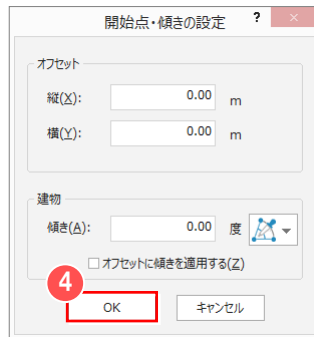 開始点・傾きの設定 ? ×
オフセット
縦(X): 0.00 m
横(Y): 0.00 m
建物
傾き(A): 0.00 度
オフセットに傾きを適用する(Z)
4
OK キャンセル